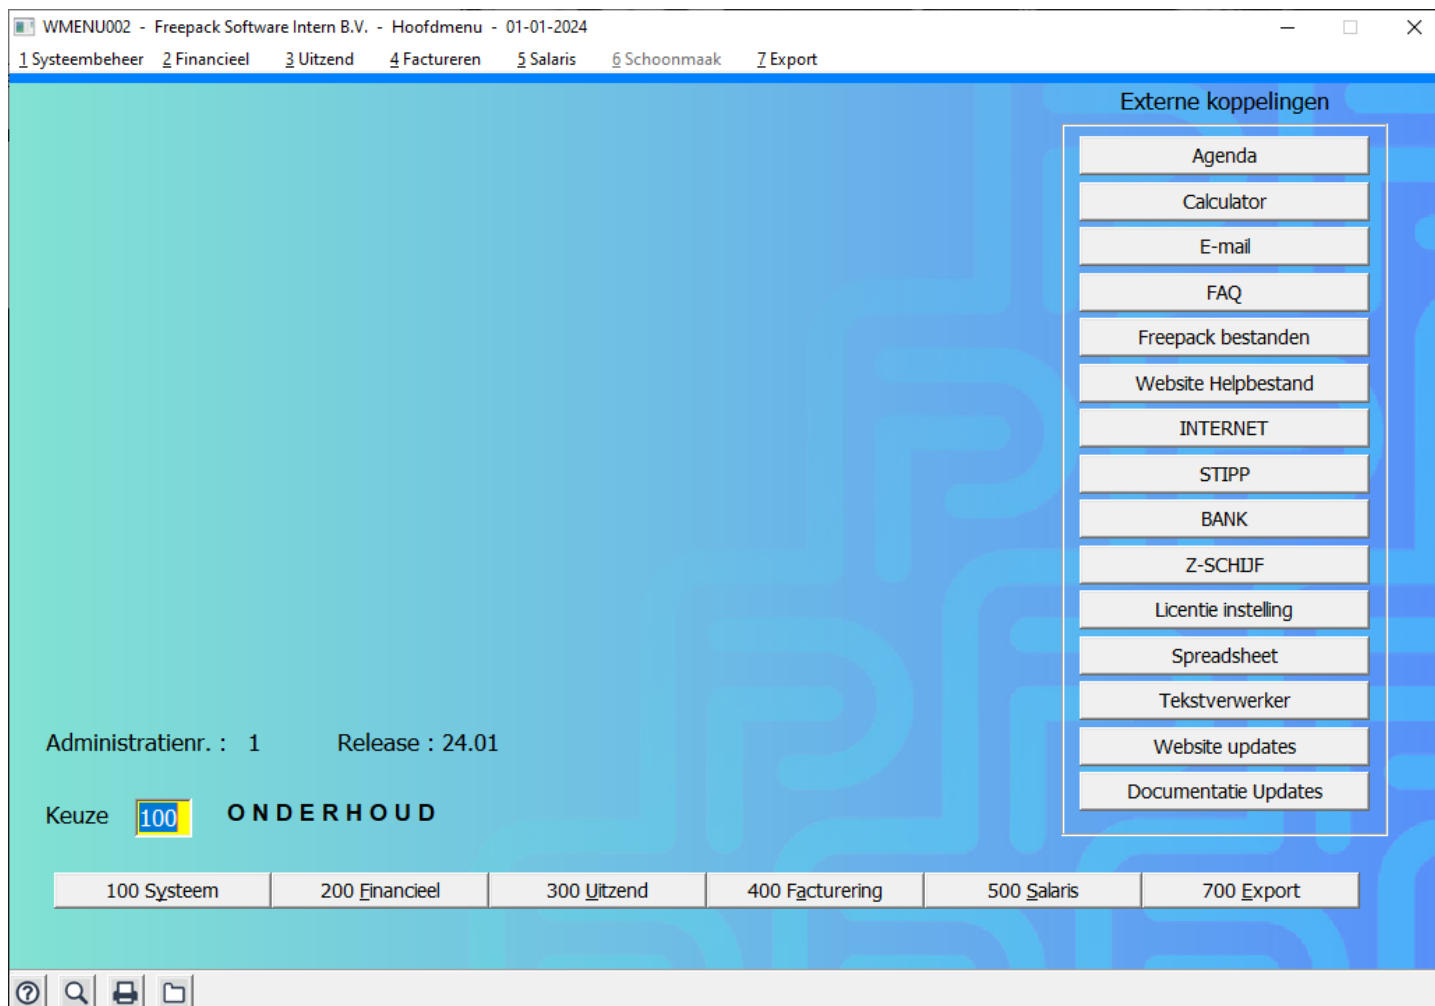 WMENU002 - Freepack Software Intern B.V. - Hoofdmenu - 01-01-2024
1 Systeembeheer 2 Financieel 3 Uitzend 4 Factureren 5 Salaris 6 Schoonmaak 7 Export
Externe koppelingen
Agenda
Calculator
E-mail
FAQ
Freepack bestanden
Website Helpbestand
INTERNET
STIPP
BANK
Z-SCHIJF
Licentie instelling
Spreadsheet
Tekstverwerker
Website updates
Documentatie Updates
Administratienr. : 1 Release : 24.01
Keuze 100 ONDERHOUD
100 Systeem 200 Financieel 300 Uitzend 400 Facturering 500 Salaris 700 Export